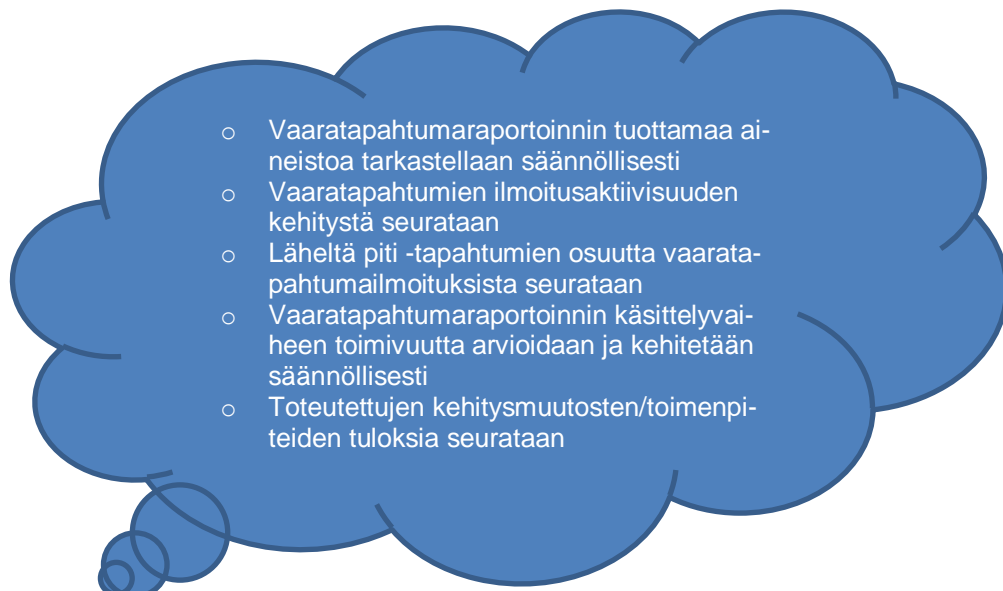 o Vaaratapahtumaraportoinnin tuottamaa ai-
neistoa tarkastellaan säännöllisesti
o Vaaratapahtumien ilmoitusaktiivisuuden
kehitystä seurataan
o Läheltä piti -tapahtumien osuutta vaarata-
pahtumailmoituksista seurataan
o Vaaratapahtumaraportoinnin käsittelyvai-
heen toimivuutta arvioidaan ja kehitetään
säännöllisesti
o Toteutettujen kehitysmuutosten/toimenpi-
teiden tuloksia seurataan